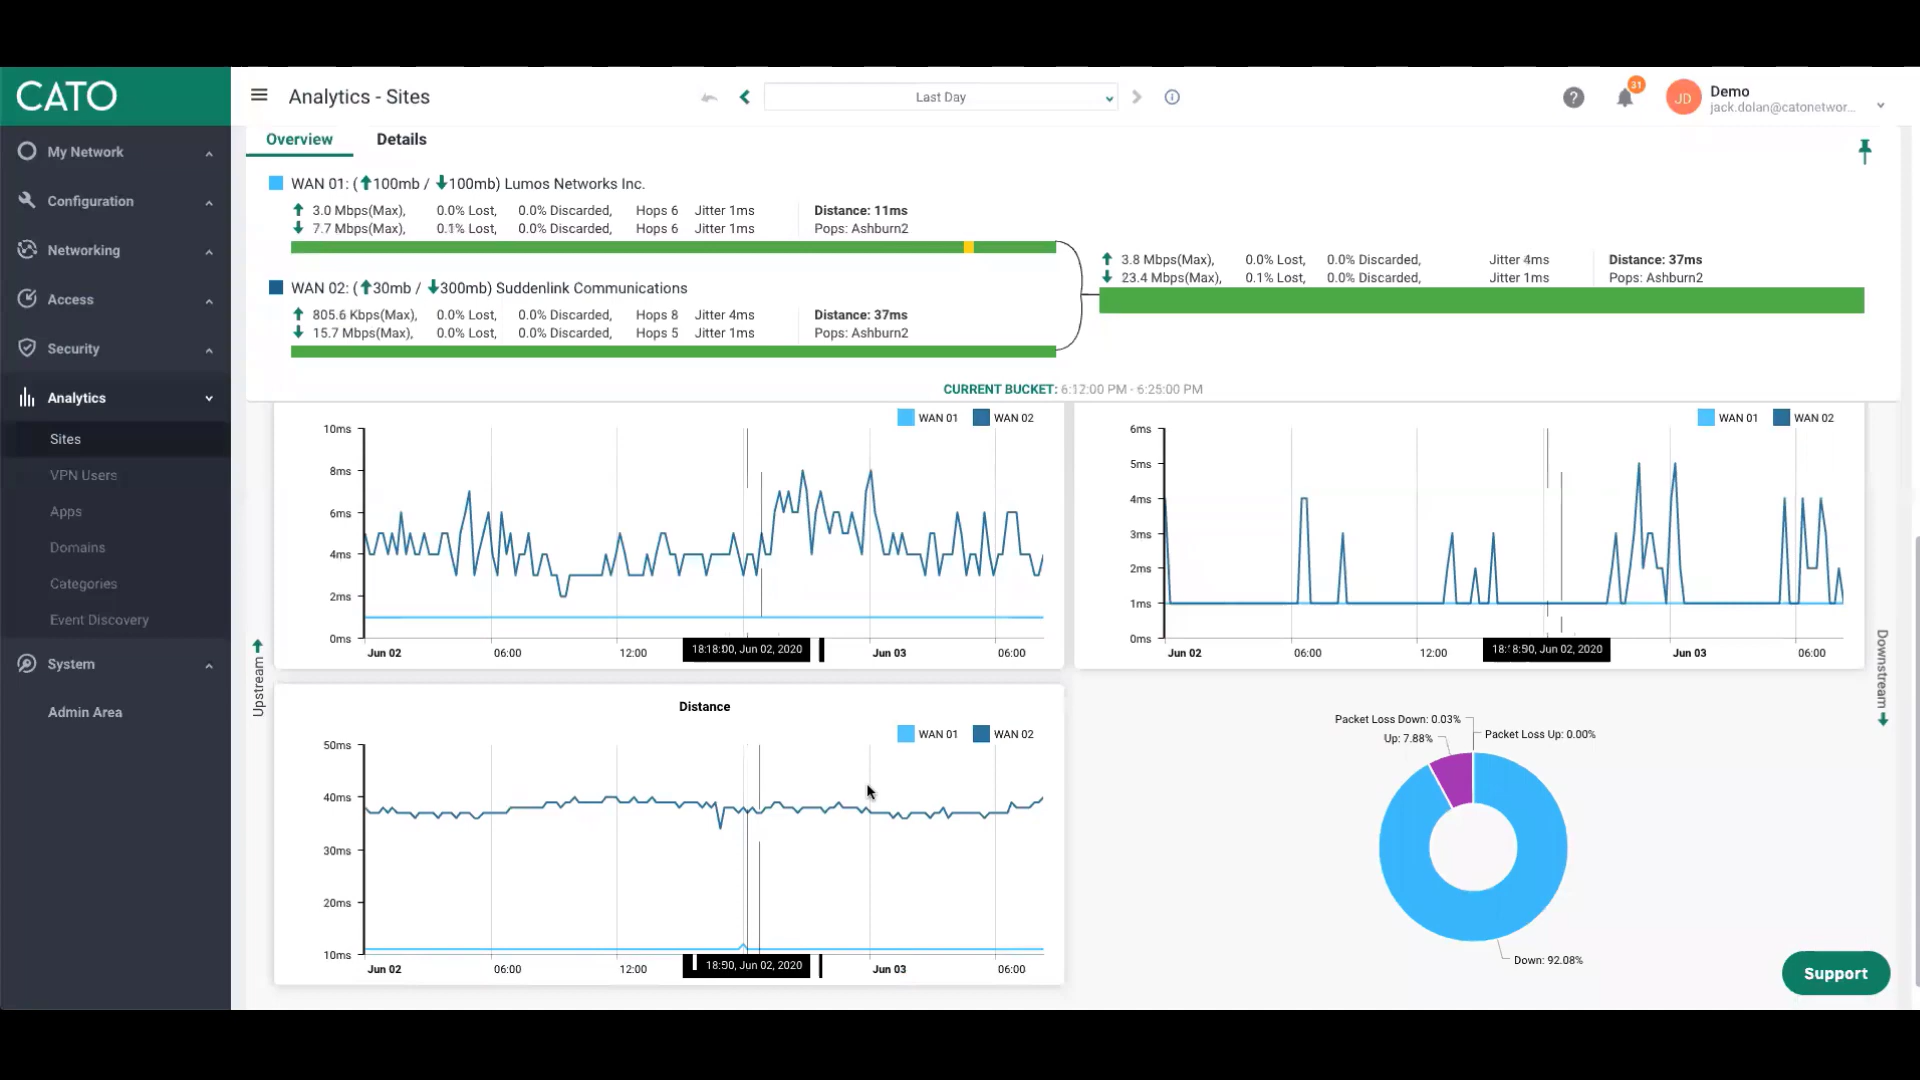 CATO
Analytics - Sites
Last Day
31
JD
Demo
jack.dolan@catonetwor...
My Network
Configuration
Networking
Access
Security
Analytics
Sites
VPN Users
Apps
Domains
Categories
Event Discovery
System
Admin Area
Overview
Details
WAN 01: (100mb / 100mb) Lumos Networks Inc.
3.0 Mbps(Max), 0.0% Lost, 0.0% Discarded, Hops 6 Jitter 1ms Distance: 11ms
7.7 Mbps(Max), 0.1% Lost, 0.0% Discarded, Hops 6 Jitter 1ms Pops: Ashburn2
WAN 02: (30mb / 300mb) Suddenlink Communications
805.6 Kbps(Max), 0.0% Lost, 0.0% Discarded, Hops 8 Jitter 4ms Distance: 37ms
15.7 Mbps(Max), 0.0% Lost, 0.0% Discarded, Hops 5 Jitter 1ms Pops: Ashburn2
3.8 Mbps(Max), 0.0% Lost, 0.0% Discarded, Jitter 4ms Distance: 37ms
23.4 Mbps(Max), 0.1% Lost, 0.0% Discarded, Jitter 1ms Pops: Ashburn2
CURRENT BUCKET: 6:12:00 PM - 6:25:00 PM
Upstream
WAN 01 WAN 02
10ms
8ms
6ms
4ms
2ms
0ms
Jun 02 06:00 12:00 18:18:00, Jun 02, 2020 Jun 03 06:00
WAN 01 WAN 02
6ms
5ms
4ms
3ms
2ms
1ms
0ms
Jun 02 06:00 12:00 Jun 02, 2020 Jun 03 06:00
Downstream
Distance
WAN 01 WAN 02
50ms
40ms
30ms
20ms
10ms
Jun 02 06:00 12:00 Jun 02, 2020 Jun 03 06:00
Packet Loss Down: 0.03%
Up: 7.88%
Packet Loss Up: 0.00%
Down: 92.08%
Support